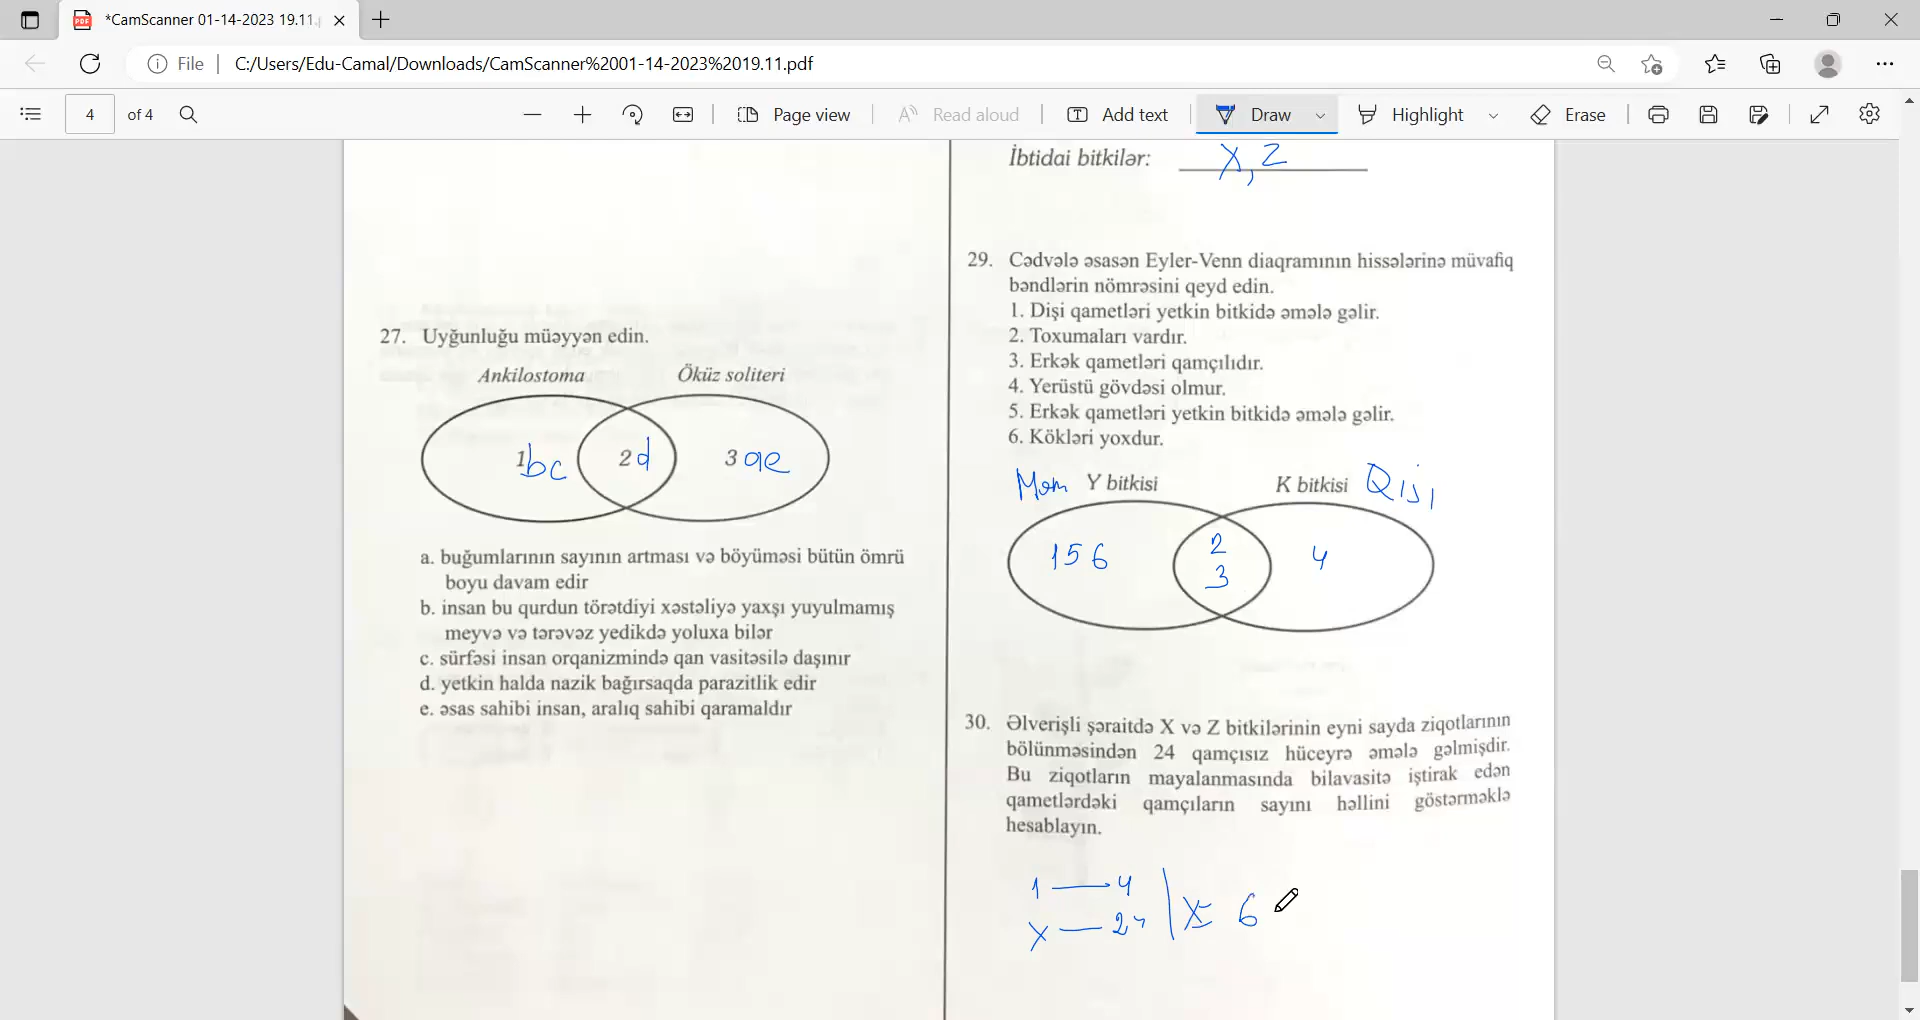 *CamScanner 01-14-2023 19.11.
File
C:/Users/Edu-Camal/Downloads/CamScanner%2001-14-2023%2019.11.pdf
4 of 4
Page view
Read aloud
Add text
Draw
Highlight
Erase
27. Uyğunluğu müəyyən edin.
Ankilostoma Öküz soliteri
1 bc 2 d 3 ae
a. buğumlarının sayının artması və böyüməsi bütün ömrü
boyu davam edir
b. insan bu qurdun törətdiyi xəstəliyə yaxşı yuyulmamış
meyvə və tərəvəz yedikdə yoluxa bilər
c. sürfəsi insan orqanizmində qan vasitəsilə daşınır
d. yetkin halda nazik bağırsaqda parazitlik edir
e. əsas sahibi insan, aralıq sahibi qaramaldır
İbtidai bitkilər: X, Z
29. Cədvələ əsasən Eyler-Venn diaqramının hissələrinə müvafiq
bəndlərin nömrəsini qeyd edin.
1. Dişi qametləri yetkin bitkidə əmələ gəlir.
2. Toxumaları vardır.
3. Erkək qametləri qamçılıdır.
4. Yerüstü gövdəsi olmur.
5. Erkək qametləri yetkin bitkidə əmələ gəlir.
6. Kökləri yoxdur.
Mam Y bitkisi K bitkisi Qıjı
156 2 4
3
30. Əlverişli şəraitdə X və Z bitkilərinin eyni sayda ziqotlarının
bölünməsindən 24 qamçısız hüceyrə əmələ gəlmişdir.
Bu ziqotların mayalanmasında bilavasitə iştirak edən
qametlərdəki qamçıların sayını həllini göstərməklə
hesablayın.
1 — 4
x — 24 | x = 6